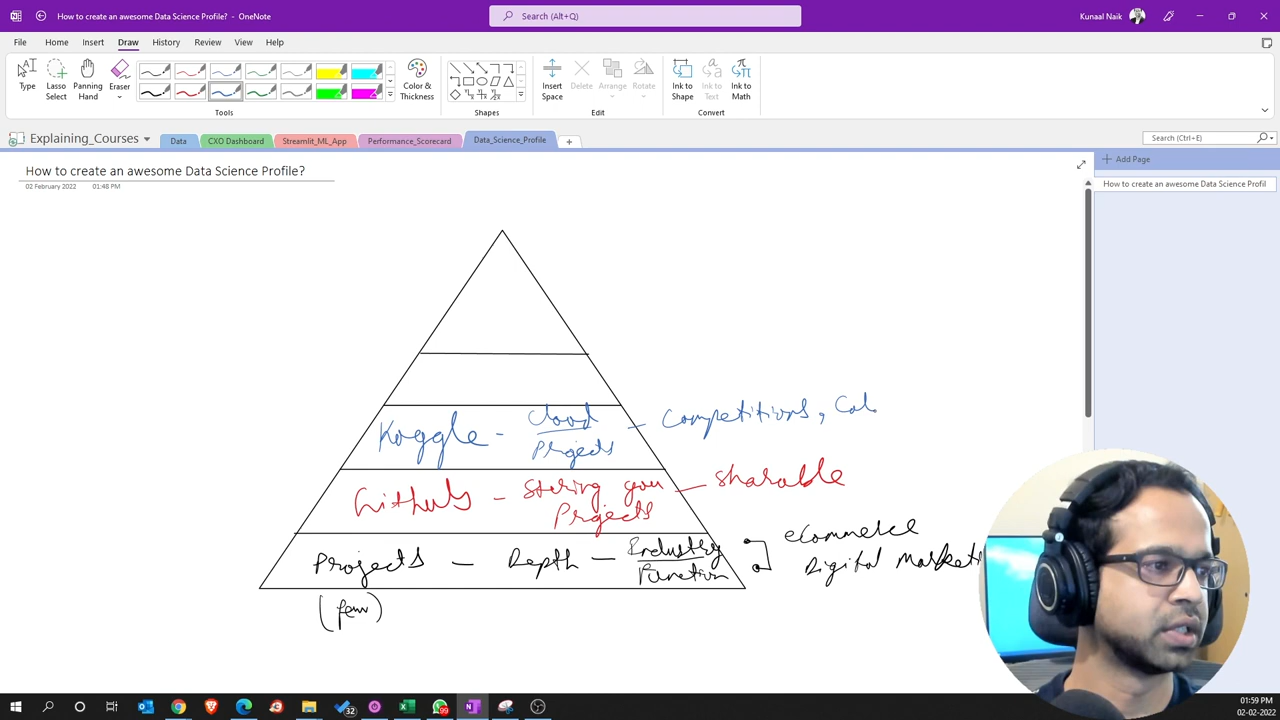 How to create an awesome Data Science Profile? - OneNote
Search (Alt+Q)
Kunaal Naik
File Home Insert Draw History Review View Help
Type
Lasso Select
Panning Hand
Eraser
Color & Thickness
Insert Space
Delete
Arrange
Rotate
Ink to Shape
Ink to Text
Ink to Math
Tools
Shapes
Edit
Convert
Explaining_Courses
Data
CXO Dashboard
Streamlit_ML_App
Performance_Scorecard
Data_Science_Profile
Search (Ctrl+E)
Add Page
How to create an awesome Data Science Profil
How to create an awesome Data Science Profile?
02 February 2022 01:48 PM
Kaggle - Cloud Projects - Competitions, Col
Github - Storing your Projects - sharable
Projects - Depth - Industry Function
eCommerce
Digital Marketi
(few)
32
99
01:59 PM
02-02-2022